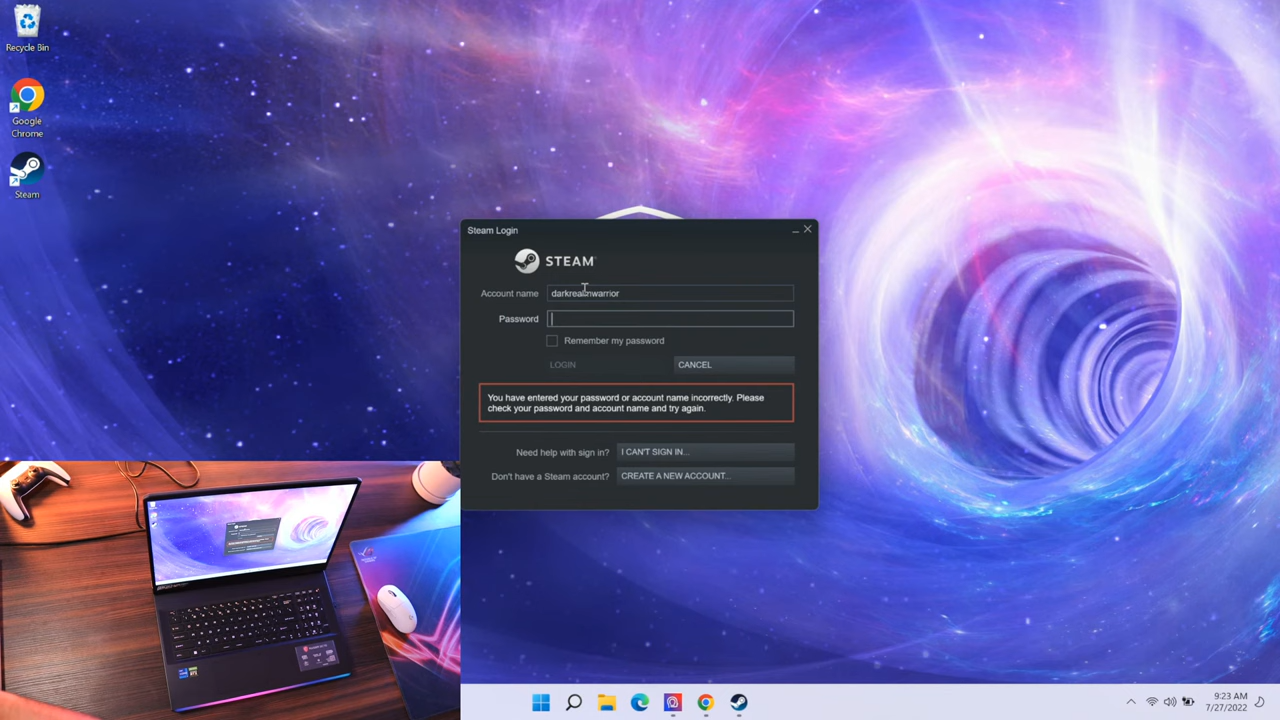 Recycle Bin
Google
Chrome
Steam
Steam Login
STEAM
Account name
darkrealmwarrior
Password
Remember my password
LOGIN
CANCEL
You have entered your password or account name incorrectly. Please
check your password and account name and try again.
Need help with sign in?
I CAN'T SIGN IN...
Don't have a Steam account?
CREATE A NEW ACCOUNT...
9:23 AM
7/27/2022